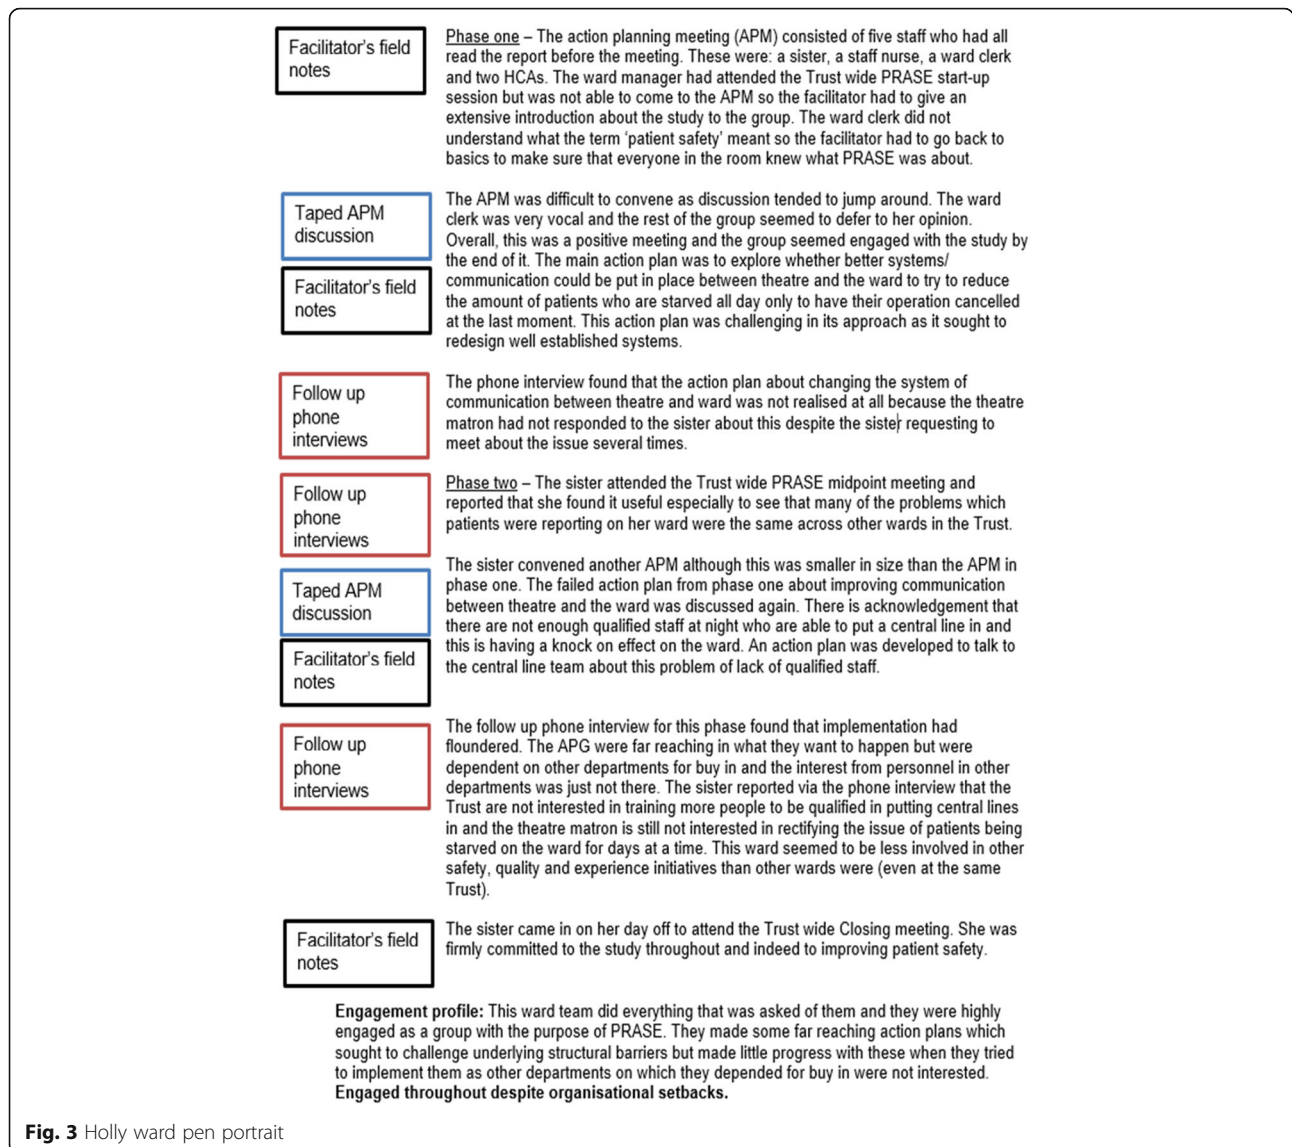 Facilitator's field
notes
Phase one – The action planning meeting (APM) consisted of five staff who had all
read the report before the meeting. These were: a sister, a staff nurse, a ward clerk
and two HCAs. The ward manager had attended the Trust wide PRASE start-up
session but was not able to come to the APM so the facilitator had to give an
extensive introduction about the study to the group. The ward clerk did not
understand what the term 'patient safety' meant so the facilitator had to go back to
basics to make sure that everyone in the room knew what PRASE was about.
Taped APM
discussion
Facilitator's field
notes
The APM was difficult to convene as discussion tended to jump around. The ward
clerk was very vocal and the rest of the group seemed to defer to her opinion.
Overall, this was a positive meeting and the group seemed engaged with the study by
the end of it. The main action plan was to explore whether better systems/
communication could be put in place between theatre and the ward to try to reduce
the amount of patients who are starved all day only to have their operation cancelled
at the last moment. This action plan was challenging in its approach as it sought to
redesign well established systems.
Follow up
phone
interviews
The phone interview found that the action plan about changing the system of
communication between theatre and ward was not realised at all because the theatre
matron had not responded to the sister about this despite the sister requesting to
meet about the issue several times.
Follow up
phone
interviews
Phase two – The sister attended the Trust wide PRASE midpoint meeting and
reported that she found it useful especially to see that many of the problems which
patients were reporting on her ward were the same across other wards in the Trust.
Taped APM
discussion
Facilitator's field
notes
The sister convened another APM although this was smaller in size than the APM in
phase one. The failed action plan from phase one about improving communication
between theatre and the ward was discussed again. There is acknowledgement that
there are not enough qualified staff at night who are able to put a central line in and
this is having a knock on effect on the ward. An action plan was developed to talk to
the central line team about this problem of lack of qualified staff.
Follow up
phone
interviews
The follow up phone interview for this phase found that implementation had
floundered. The APG were far reaching in what they want to happen but were
dependent on other departments for buy in and the interest from personnel in other
departments was just not there. The sister reported via the phone interview that the
Trust are not interested in training more people to be qualified in putting central lines
in and the theatre matron is still not interested in rectifying the issue of patients being
starved on the ward for days at a time. This ward seemed to be less involved in other
safety, quality and experience initiatives than other wards were (even at the same
Trust).
Facilitator's field
notes
The sister came in on her day off to attend the Trust wide Closing meeting. She was
firmly committed to the study throughout and indeed to improving patient safety.
Engagement profile: This ward team did everything that was asked of them and they were highly
engaged as a group with the purpose of PRASE. They made some far reaching action plans which
sought to challenge underlying structural barriers but made little progress with these when they tried
to implement them as other departments on which they depended for buy in were not interested.
Engaged throughout despite organisational setbacks.
Fig. 3 Holly ward pen portrait